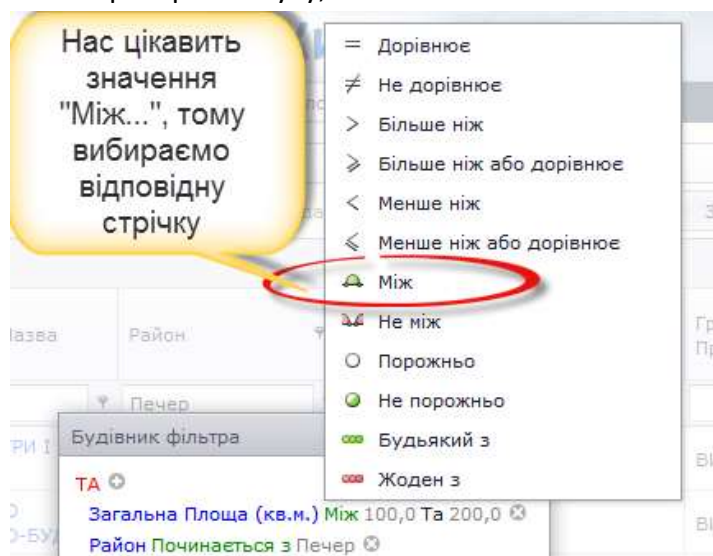 Нас цікавить
значення
"Між...", тому
вибираємо
відповідну
стрічку
= Дорівнює
≠ Не дорівнює
> Більше ніж
⩾ Більше ніж або дорівнює
< Менше ніж
⩽ Менше ніж або дорівнює
Між
Не між
Порожньо
Не порожньо
Будьякий з
Жоден з
Назва
Район
Печер
Будівник фільтра
ТА
Загальна Площа (кв.м.) Між 100,0 Та 200,0
Район Починається з Печер